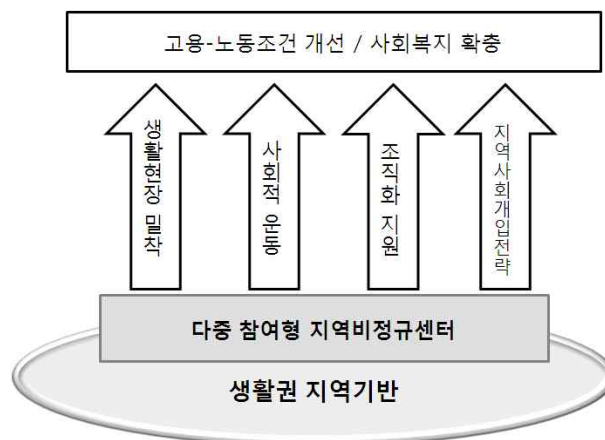 고용-노동조건 개선 / 사회복지 확충
생활현장 밀착
사회적 운동
조직화 지원
지역사회개입전략
다중 참여형 지역비정규센터
생활권 지역기반